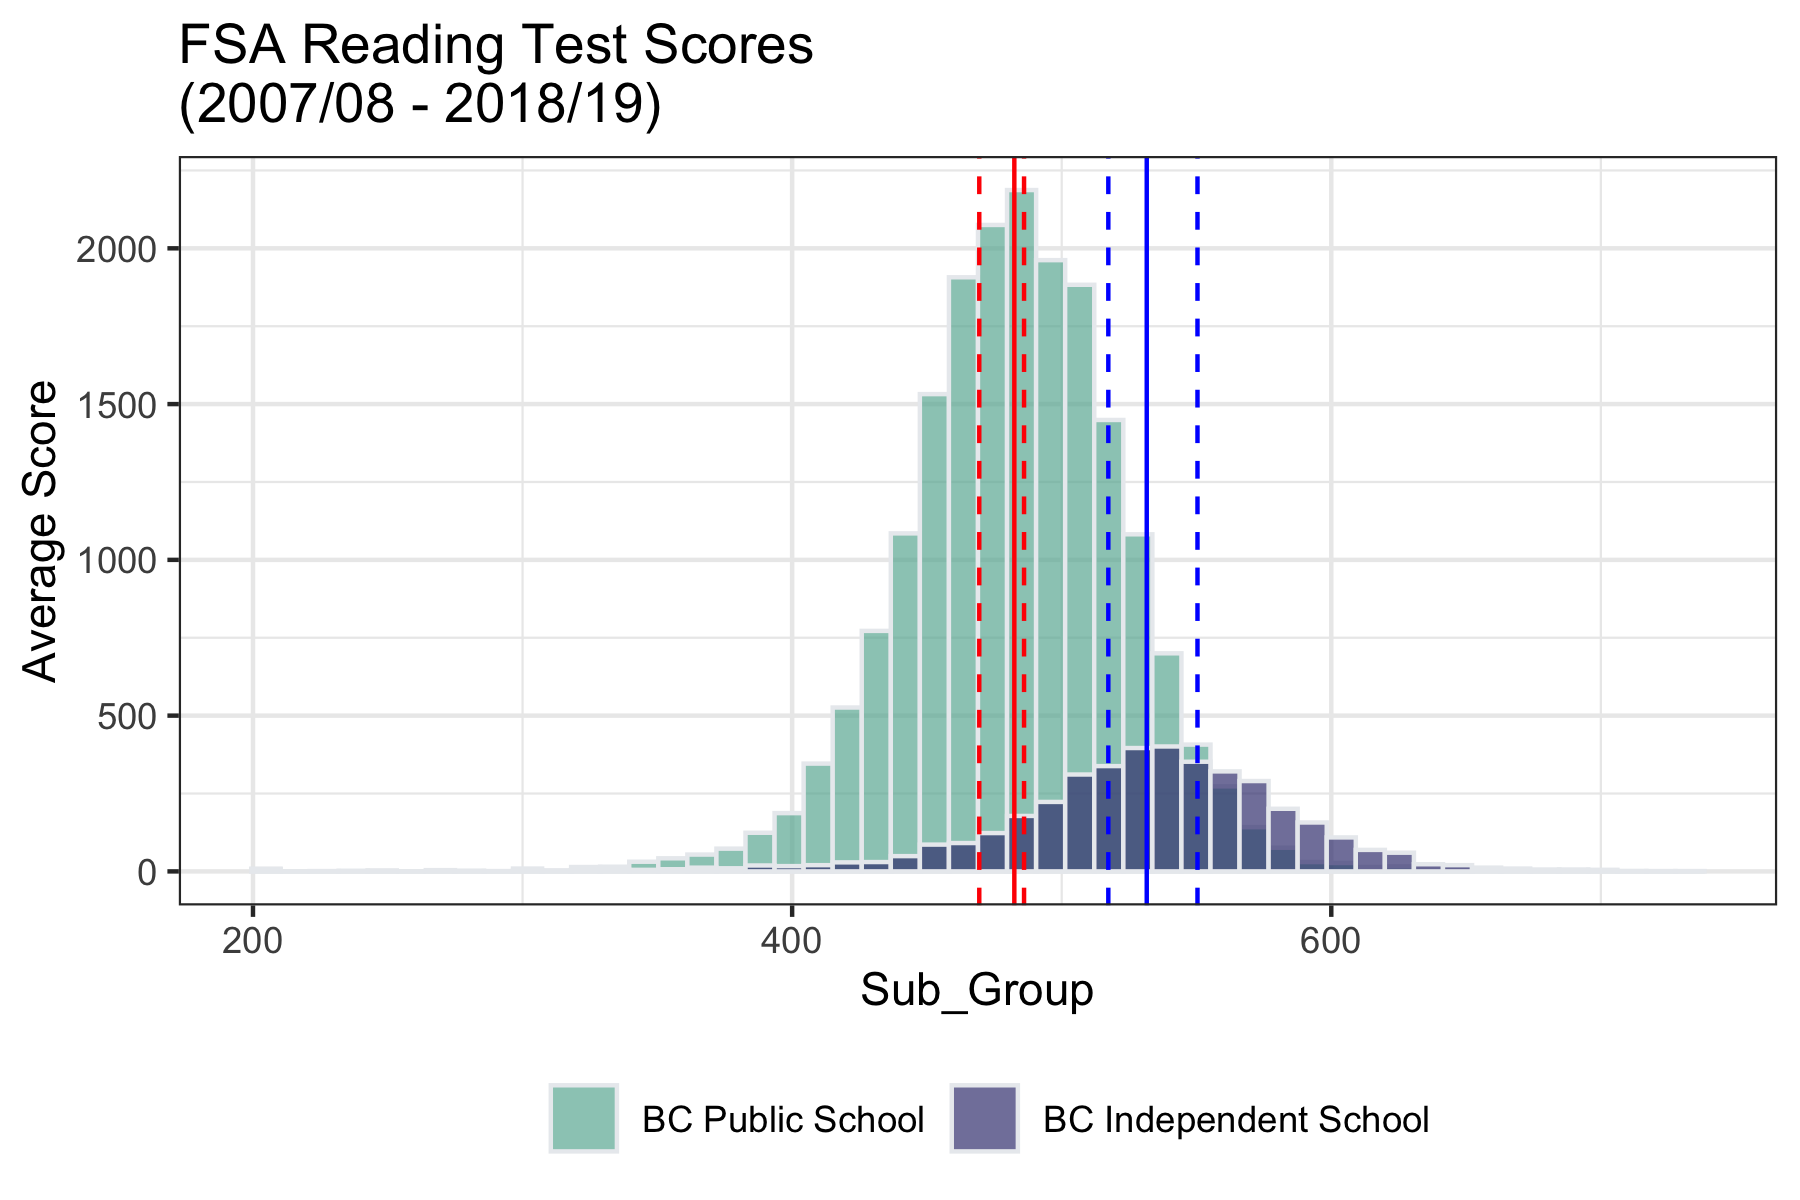 FSA Reading Test Scores
(2007/08 - 2018/19)
Average Score
2000
1500
1000
500
0
200 400 600
Sub_Group
BC Public School BC Independent School